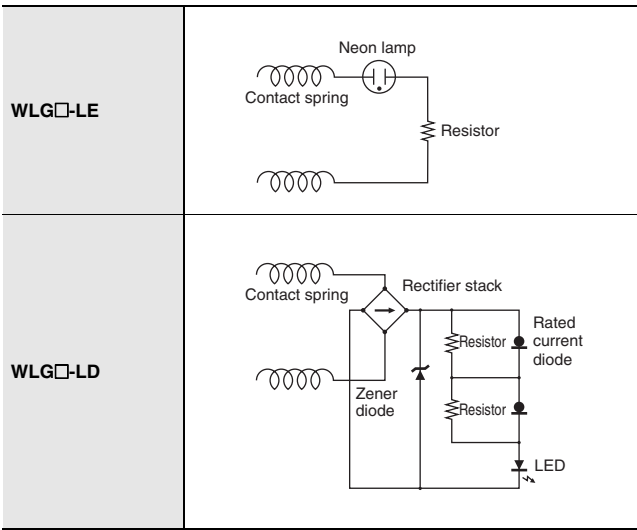 WLG□-LE
Neon lamp
Contact spring
Resistor
WLG□-LD
Contact spring
Rectifier stack
Resistor
Rated
current
diode
Zener
diode
Resistor
LED